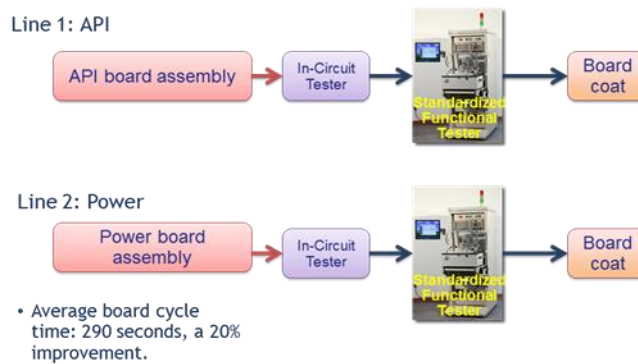 Line 1: API
API board assembly
In-Circuit
Tester
Standardized
Functional
Tester
Board
coat
Line 2: Power
Power board
assembly
In-Circuit
Tester
Standardized
Functional
Tester
Board
coat
• Average board cycle
time: 290 seconds, a 20%
improvement.